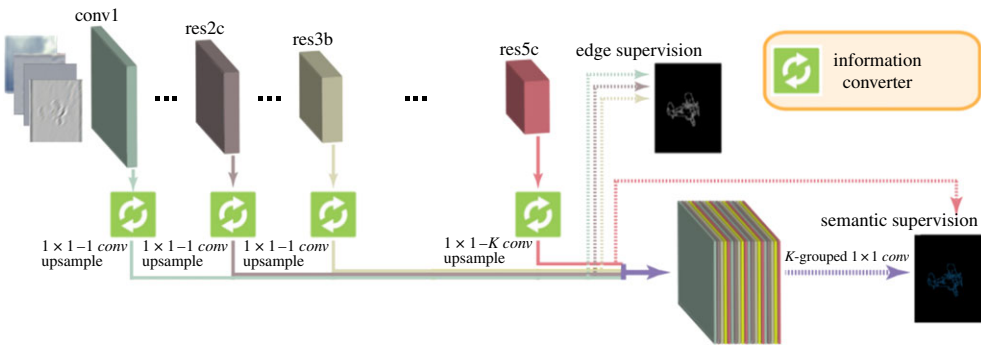 conv1
res2c
res3b
res5c
edge supervision
information
converter
1 × 1–1 conv
upsample
1 × 1–1 conv
upsample
1 × 1–1 conv
upsample
1 × 1–K conv
upsample
semantic supervision
K-grouped 1 × 1 conv